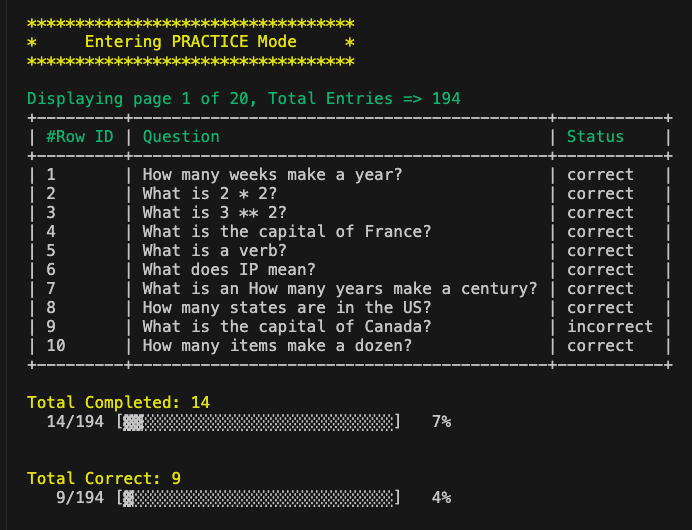 **********************************
*     Entering PRACTICE Mode     *
**********************************
Displaying page 1 of 20, Total Entries => 194
+---------+--------------------------------------------+-----------+
| #Row ID | Question                                   | Status    |
+---------+--------------------------------------------+-----------+
| 1       | How many weeks make a year?                | correct   |
| 2       | What is 2 * 2?                             | correct   |
| 3       | What is 3 ** 2?                            | correct   |
| 4       | What is the capital of France?             | correct   |
| 5       | What is a verb?                            | correct   |
| 6       | What does IP mean?                         | correct   |
| 7       | What is an How many years make a century?  | correct   |
| 8       | How many states are in the US?             | correct   |
| 9       | What is the capital of Canada?             | incorrect |
| 10      | How many items make a dozen?               | correct   |
+---------+--------------------------------------------+-----------+
Total Completed: 14
14/194 [▓▓░░░░░░░░░░░░░░░░░░░░░░░░░░] 7%
Total Correct: 9
9/194 [▓░░░░░░░░░░░░░░░░░░░░░░░░░░░] 4%